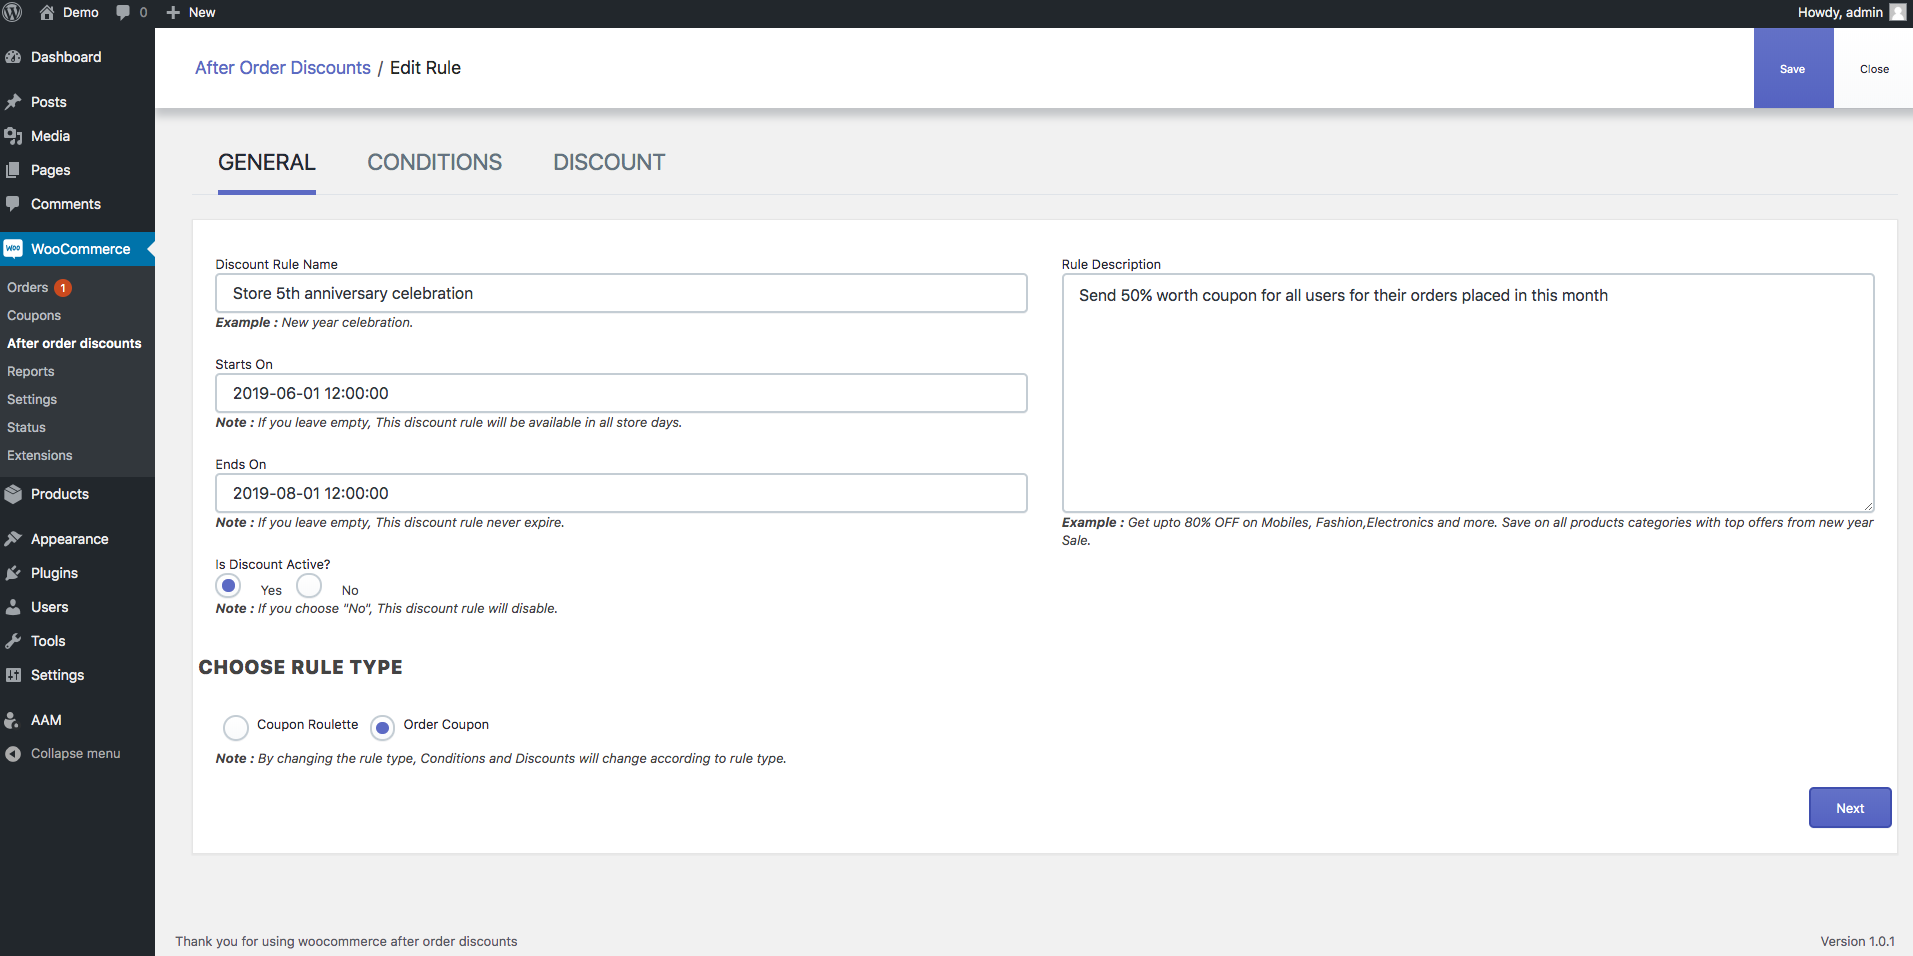 Demo 0 New Howdy, admin
Dashboard
Posts
Media
Pages
Comments
woo WooCommerce
Orders 1
Coupons
After order discounts
Reports
Settings
Status
Extensions
Products
Appearance
Plugins
Users
Tools
Settings
AAM
Collapse menu
After Order Discounts / Edit Rule
Save Close
GENERAL CONDITIONS DISCOUNT
Discount Rule Name
Store 5th anniversary celebration
Example : New year celebration.
Starts On
2019-06-01 12:00:00
Note : If you leave empty, This discount rule will be available in all store days.
Ends On
2019-08-01 12:00:00
Note : If you leave empty, This discount rule never expire.
Is Discount Active?
Yes No
Note : If you choose "No", This discount rule will disable.
Rule Description
Send 50% worth coupon for all users for their orders placed in this month
Example : Get upto 80% OFF on Mobiles, Fashion,Electronics and more. Save on all products categories with top offers from new year
Sale.
CHOOSE RULE TYPE
Coupon Roulette Order Coupon
Note : By changing the rule type, Conditions and Discounts will change according to rule type.
Next
Thank you for using woocommerce after order discounts
Version 1.0.1